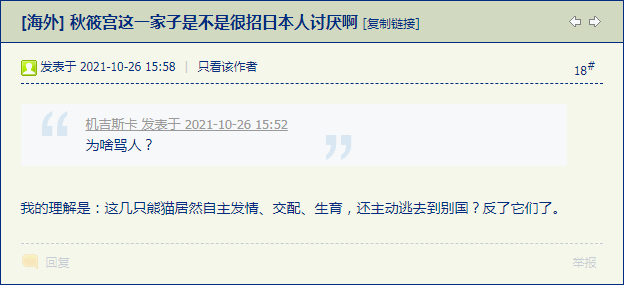 [海外] 秋筱宫这一家子是不是很招日本人讨厌啊 [复制链接]
发表于 2021-10-26 15:58 | 只看该作者 18#
机吉斯卡 发表于 2021-10-26 15:52
为啥骂人？
我的理解是：这几只熊猫居然自主发情、交配、生育，还主动逃去到别国？反了它们了。
回复 举报